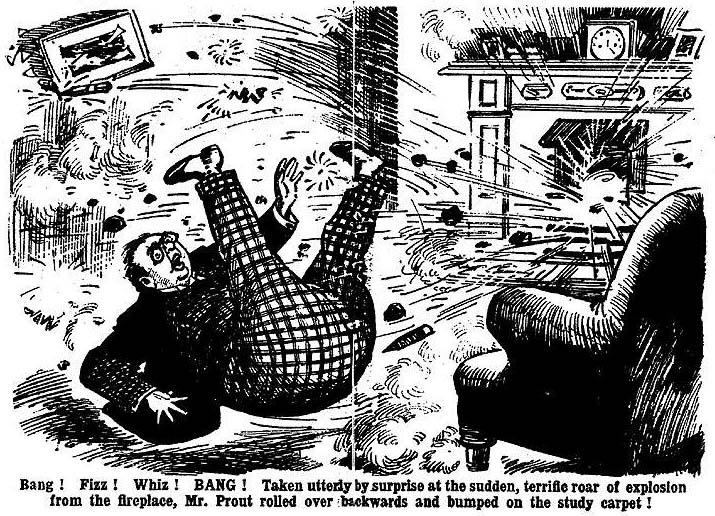 Bang ! Fizz ! Whiz ! BANG ! Taken utterly by surprise at the sudden, terrific roar of explosion
from the fireplace, Mr. Prout rolled over backwards and bumped on the study carpet !